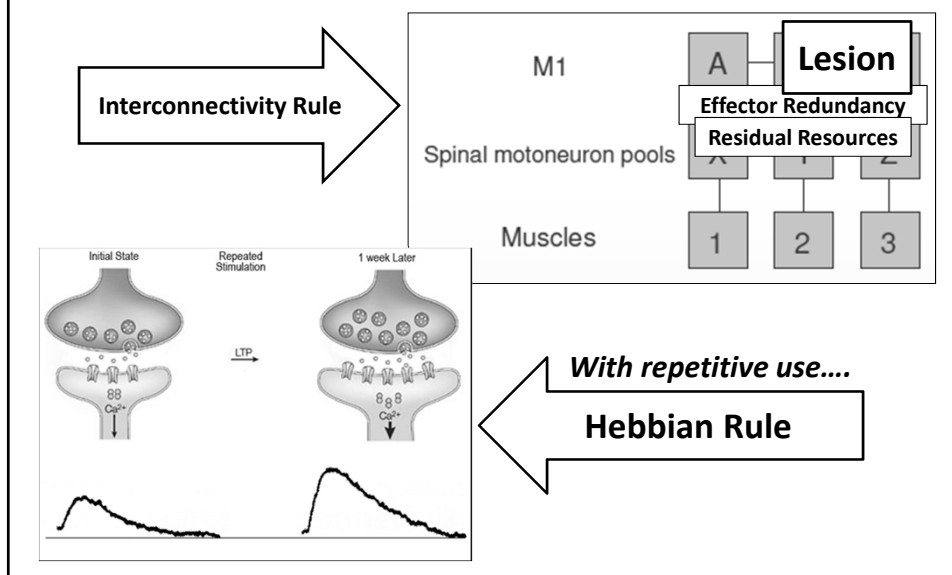 Interconnectivity Rule
M1
A
Lesion
Effector Redundancy
Residual Resources
Spinal motoneuron pools
Muscles
1 2 3
Initial State
Repeated
Stimulation
1 week Later
LTP
Ca²⁺
Ca²⁺
With repetitive use....
Hebbian Rule